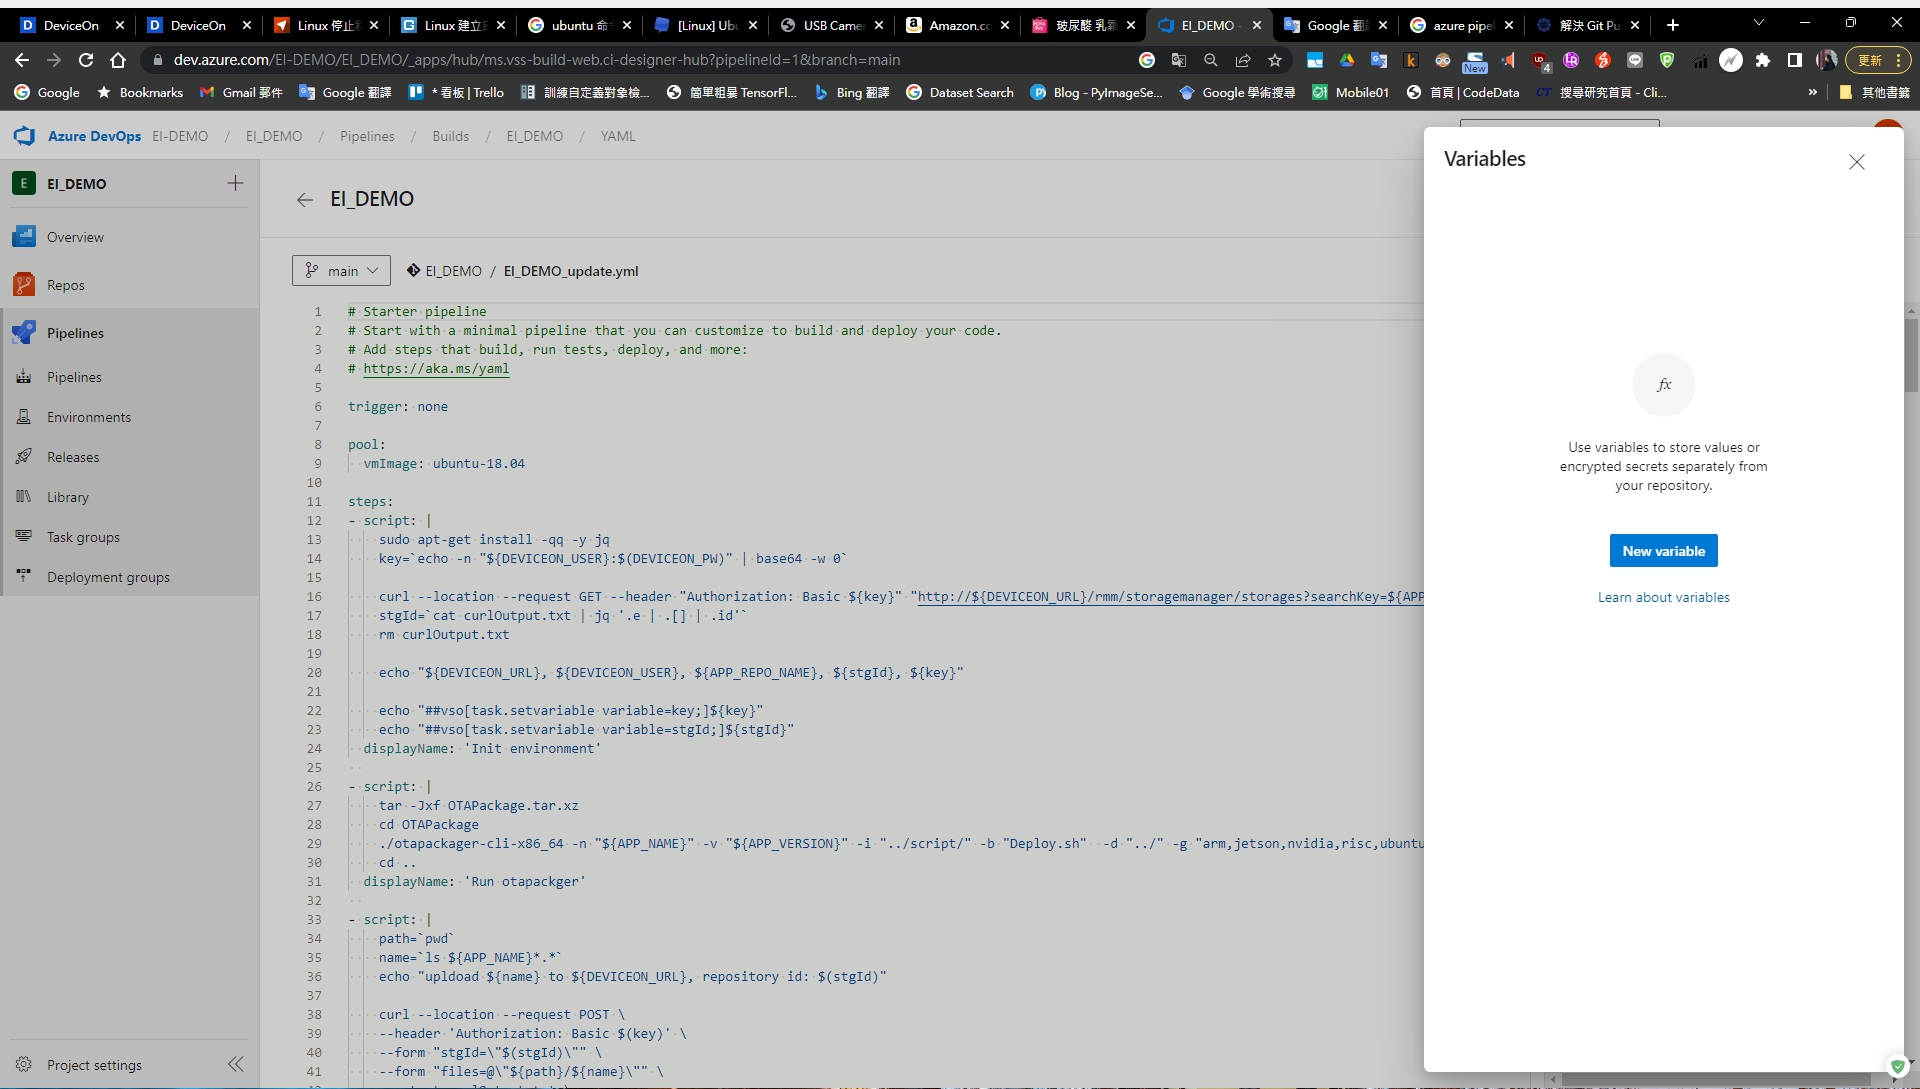 DeviceOn
DeviceOn
Linux 停止
Linux 建立
ubuntu 命
[Linux] Ub
USB Came
Amazon.co
玻尿酸 乳霜
EI_DEMO -
Google 翻
azure pipe
解決 Git Pu
dev.azure.com/EI-DEMO/EI_DEMO/_apps/hub/ms.vss-build-web.ci-designer-hub?pipelineId=1&branch=main
New
4
更新
Google
Bookmarks
Gmail 郵件
Google 翻譯
* 看板 | Trello
訓練自定義對象檢...
簡單粗暴 TensorFl...
Bing 翻譯
Dataset Search
Blog - PyImageSe...
Google 學術搜尋
Mobile01
首頁 | CodeData
搜尋研究首頁 - Cli...
»
其他書籤
Azure DevOps EI-DEMO / EI_DEMO / Pipelines / Builds / EI_DEMO / YAML
E EI_DEMO
Overview
Repos
Pipelines
Pipelines
Environments
Releases
Library
Task groups
Deployment groups
Project settings
EI_DEMO
main
EI_DEMO / EI_DEMO_update.yml
1 # Starter pipeline
2 # Start with a minimal pipeline that you can customize to build and deploy your code.
3 # Add steps that build, run tests, deploy, and more:
4 # https://aka.ms/yaml
5
6 trigger: none
7
8 pool:
9 vmImage: ubuntu-18.04
10
11 steps:
12 - script: |
13 sudo apt-get install -qq -y jq
14 key=`echo -n "${DEVICEON_USER}:$(DEVICEON_PW)" | base64 -w 0`
15
16 curl --location --request GET --header "Authorization: Basic ${key}" "http://${DEVICEON_URL}/rmm/storagemanager/storages?searchKey=${APP
17 stgId=`cat curlOutput.txt | jq '.e | .[] | .id'`
18 rm curlOutput.txt
19
20 echo "${DEVICEON_URL}, ${DEVICEON_USER}, ${APP_REPO_NAME}, ${stgId}, ${key}"
21
22 echo "##vso[task.setvariable variable=key;]${key}"
23 echo "##vso[task.setvariable variable=stgId;]${stgId}"
24 displayName: 'Init environment'
25
26 - script: |
27 tar -Jxf OTAPackage.tar.xz
28 cd OTAPackage
29 ./otapackager-cli-x86_64 -n "${APP_NAME}" -v "${APP_VERSION}" -i "../script/" -b "Deploy.sh" -d "../" -g "arm,jetson,nvidia,risc,ubuntu
30 cd ..
31 displayName: 'Run otapackger'
32
33 - script: |
34 path=`pwd`
35 name=`ls ${APP_NAME}*.*`
36 echo "upldoad ${name} to ${DEVICEON_URL}, repository id: $(stgId)"
37
38 curl --location --request POST \
39 --header 'Authorization: Basic $(key)' \
40 --form "stgId=\"$(stgId)\"" \
41 --form "files=@\"${path}/${name}\"" \
Variables
fx
Use variables to store values or
encrypted secrets separately from
your repository.
New variable
Learn about variables